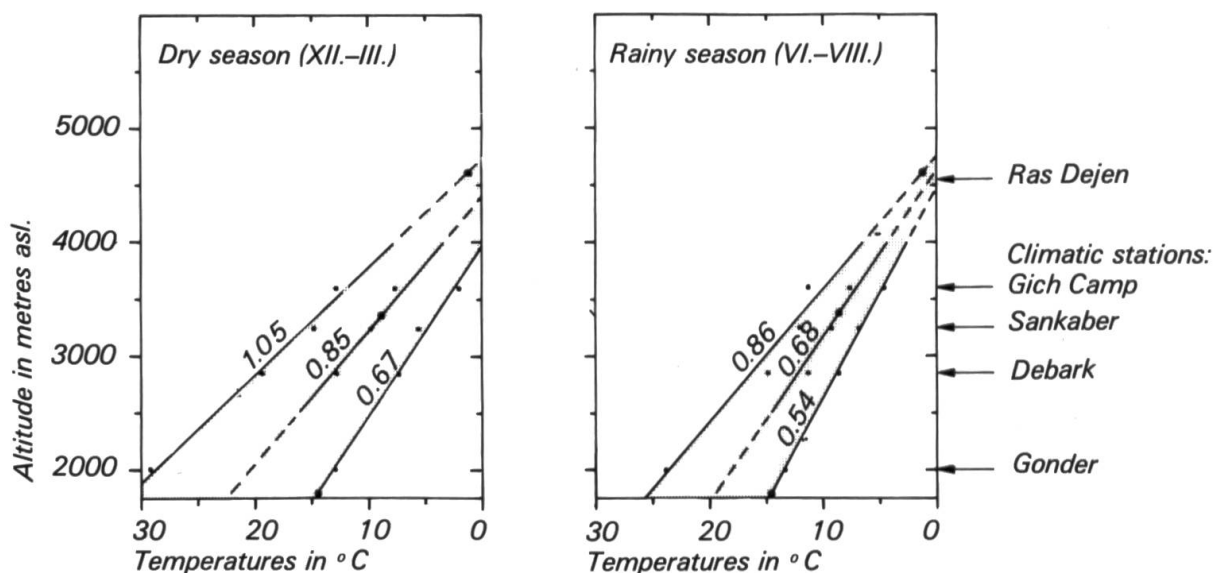 Dry season (XII.–III.)
Rainy season (VI.–VIII.)
5000
4000
3000
2000
Altitude in metres asl.
1.05
0.85
0.67
0.86
0.68
0.54
Ras Dejen
Climatic stations:
Gich Camp
Sankaber
Debark
Gonder
30 20 10 0
Temperatures in °C
30 20 10 0
Temperatures in °C